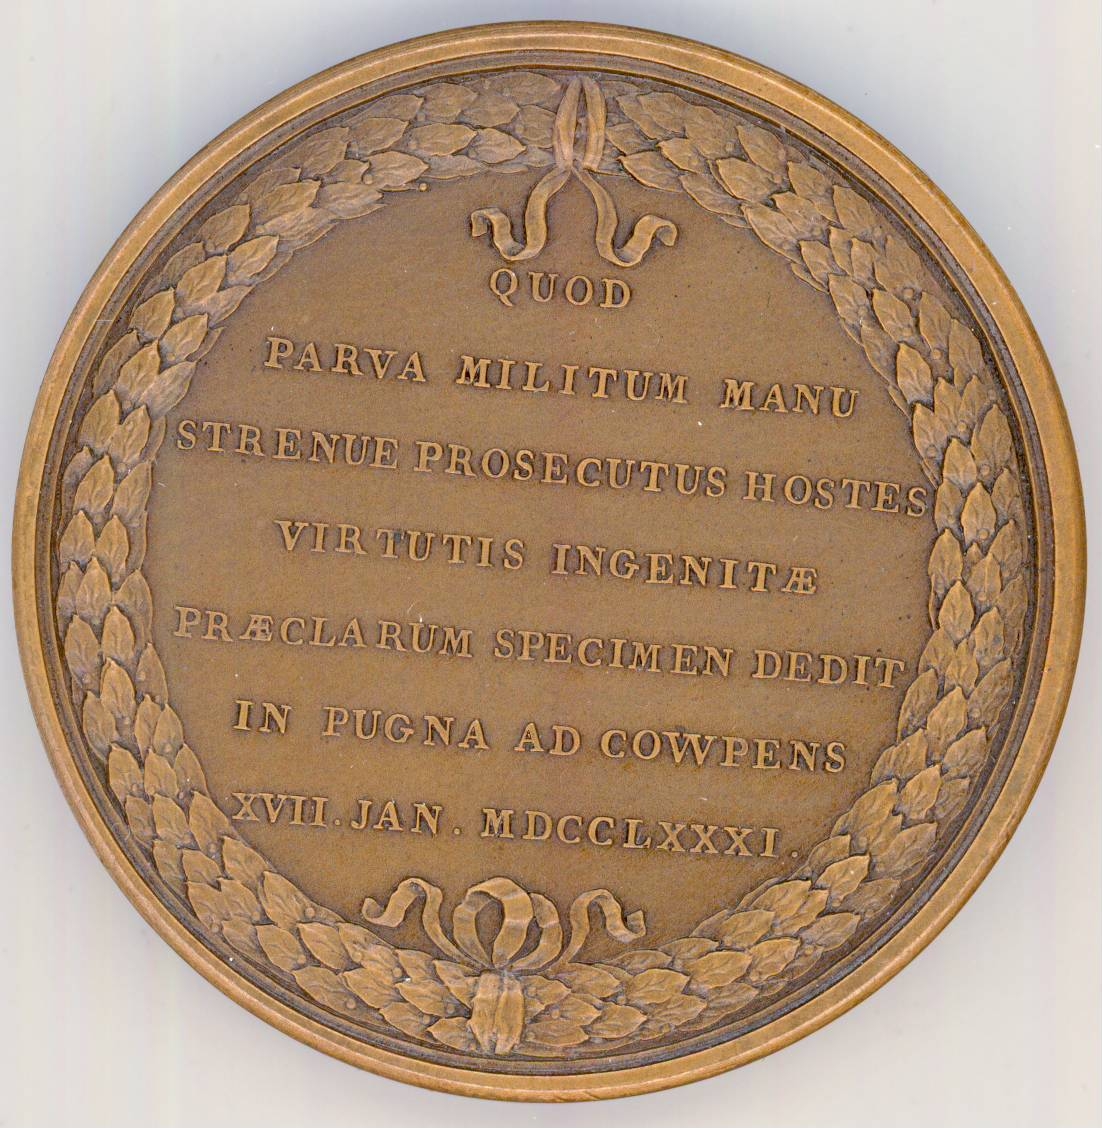 QUOD
PARVA MILITUM MANU
STRENUE PROSECUTUS HOSTES
VIRTUTIS INGENITÆ
PRÆCLARUM SPECIMEN DEDIT
IN PUGNA AD COWPENS
XVII. JAN. MDCCLXXXI.